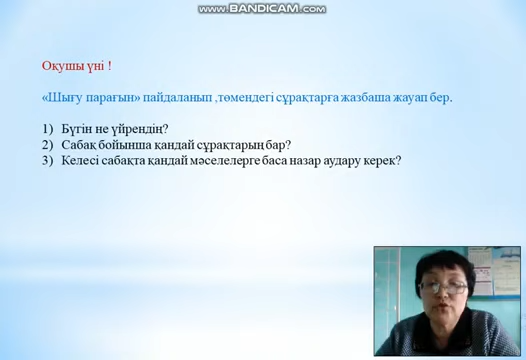 www.BANDICAM.com
Оқушы үні !
«Шығу парағын» пайдаланып ,төмендегі сұрақтарға жазбаша жауап бер.
1) Бүгін не үйрендін?
2) Сабақ бойынша қандай сұрақтарың бар?
3) Келесі сабақта қандай мәселелерге баса назар аудару керек?